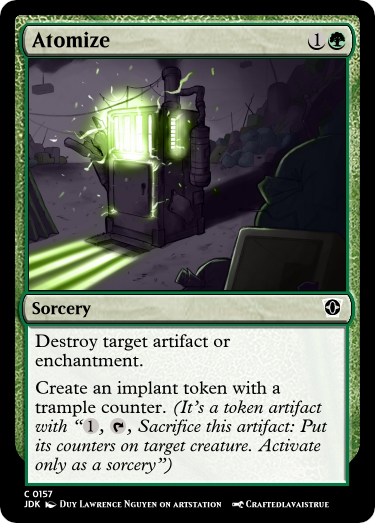 Atomize 1
Sorcery
Destroy target artifact or
enchantment.
Create an implant token with a
trample counter. (It's a token artifact
with “1, , Sacrifice this artifact: Put
its counters on target creature. Activate
only as a sorcery”)
C 0157
JDK Duy Lawrence Nguyen on artstation Craftedlavaistrue